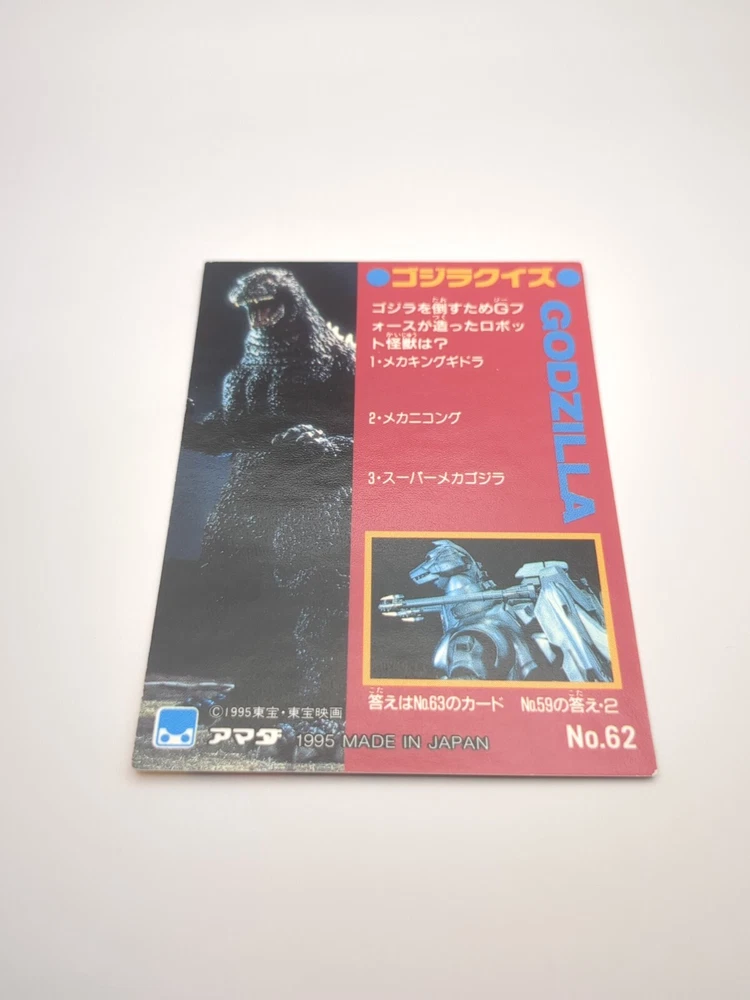 ゴジラクイズ
GODZILLA
ゴジラを倒すためGフ
ォースが造ったロボッ
ト怪獣は?
1・メカキングギドラ
2・メカニコング
3・スーパーメカゴジラ
答えはNo.63のカード No.59の答え・2
©1995東宝・東宝映画
アマダ 1995 MADE IN JAPAN
No.62